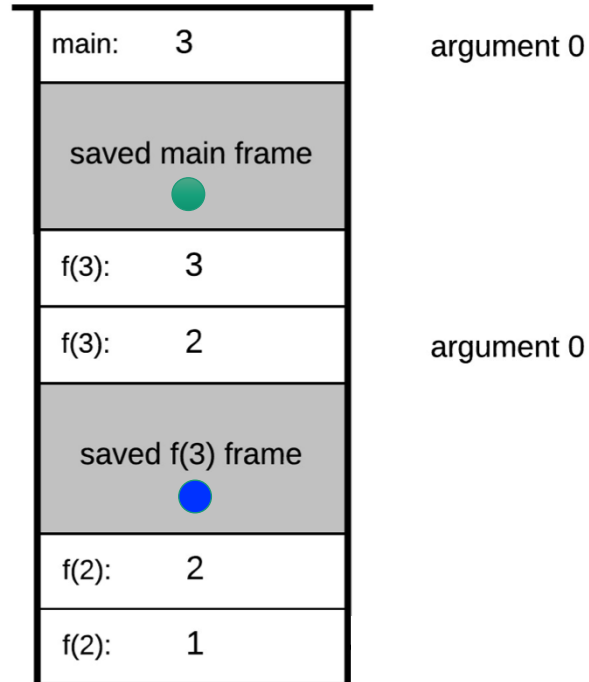 main: 3 argument 0
saved main frame
f(3): 3
f(3): 2 argument 0
saved f(3) frame
f(2): 2
f(2): 1